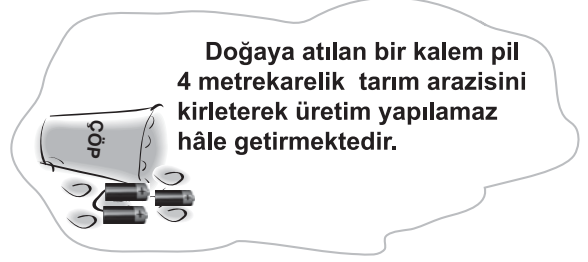 Doğaya atılan bir kalem pil
4 metrekarelik tarım arazisini
kirleterek üretim yapılamaz
hâle getirmektedir.
ÇÖP